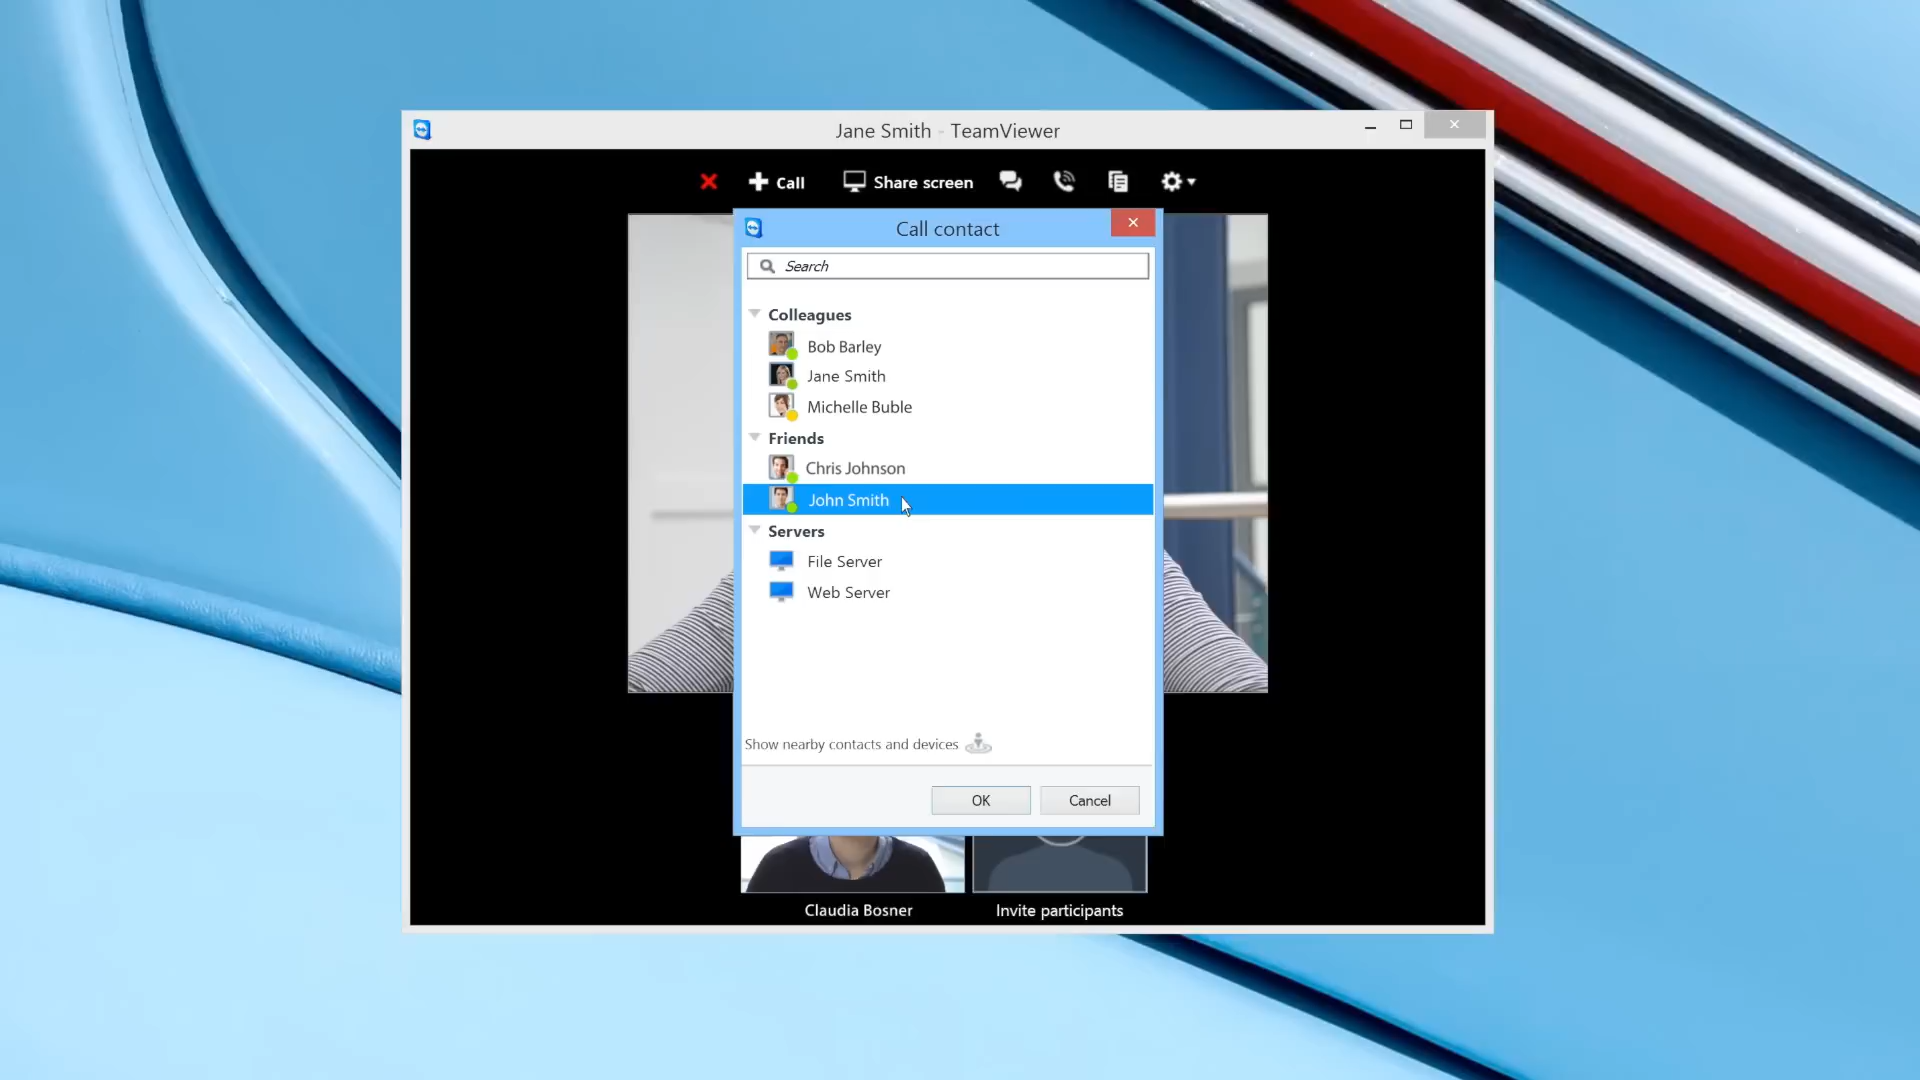 Jane Smith - TeamViewer
Call
Share screen
Call contact
Search
Colleagues
Bob Barley
Jane Smith
Michelle Buble
Friends
Chris Johnson
John Smith
Servers
File Server
Web Server
Show nearby contacts and devices
OK
Cancel
Claudia Bosner
Invite participants